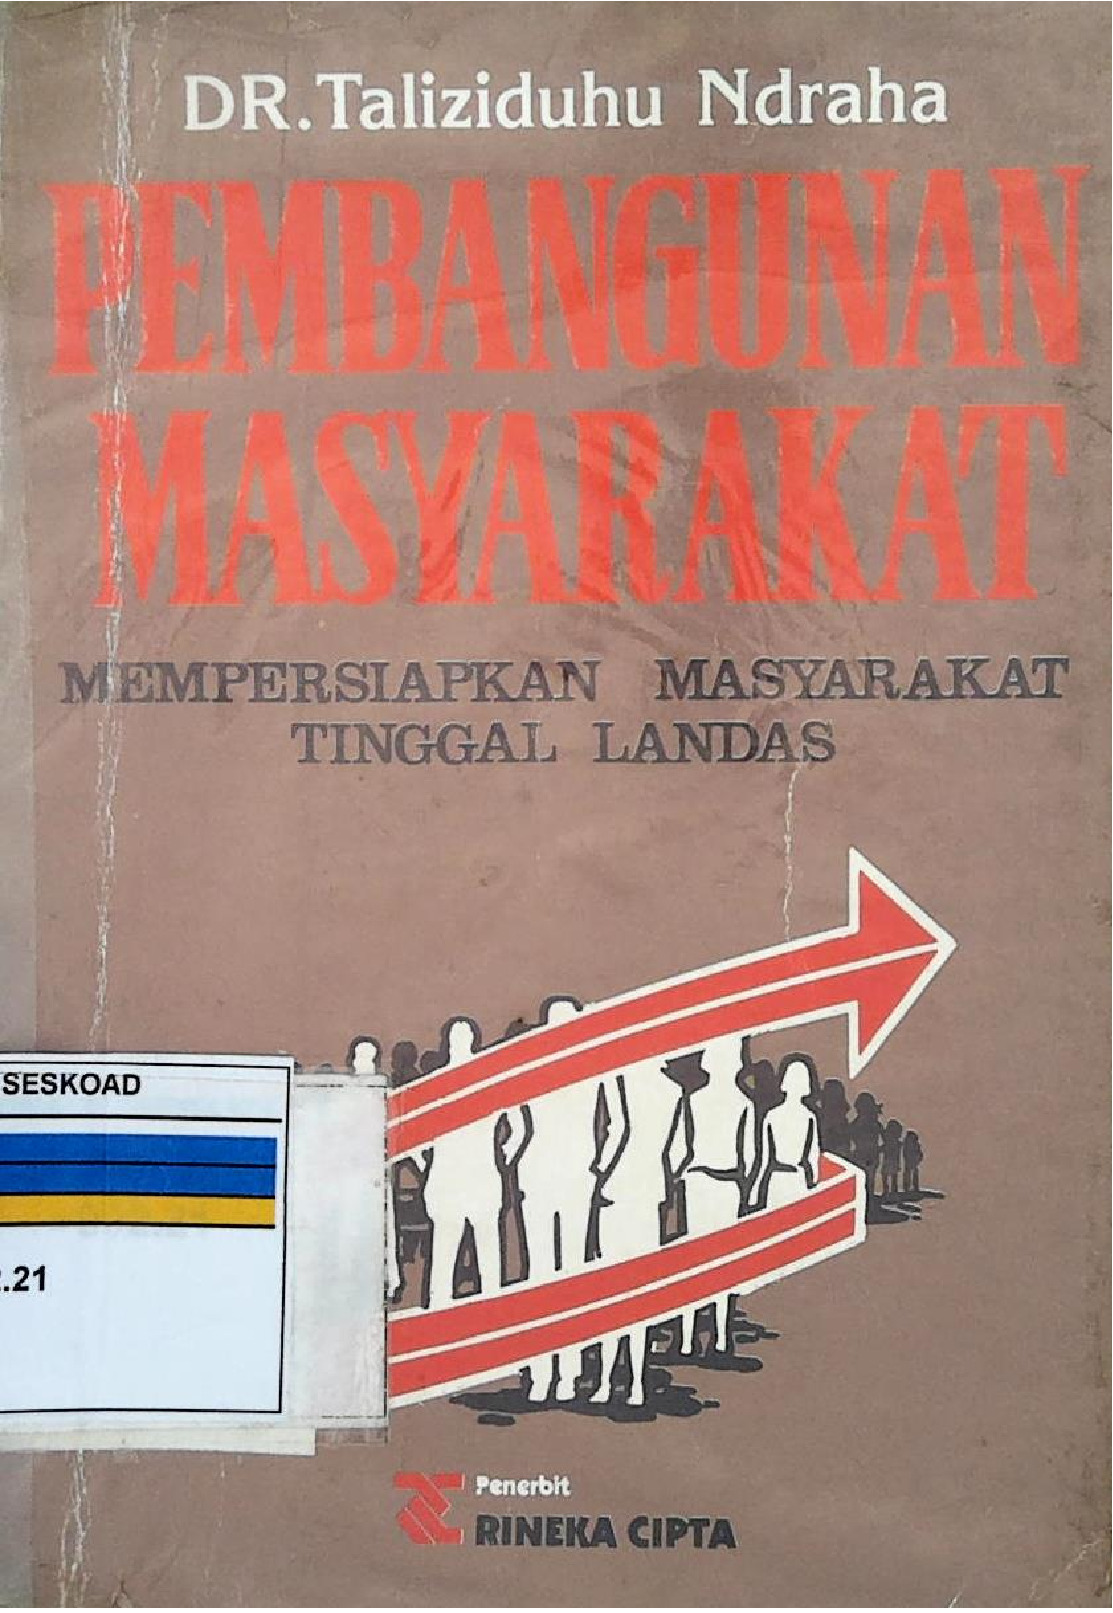 DR.Taliziduhu Ndraha
PEMBANGUNAN
MASYARAKAT
MEMPERSIAPKAN MASYARAKAT
TINGGAL LANDAS
SESKOAD
.21
Penerbit
RINEKA CIPTA